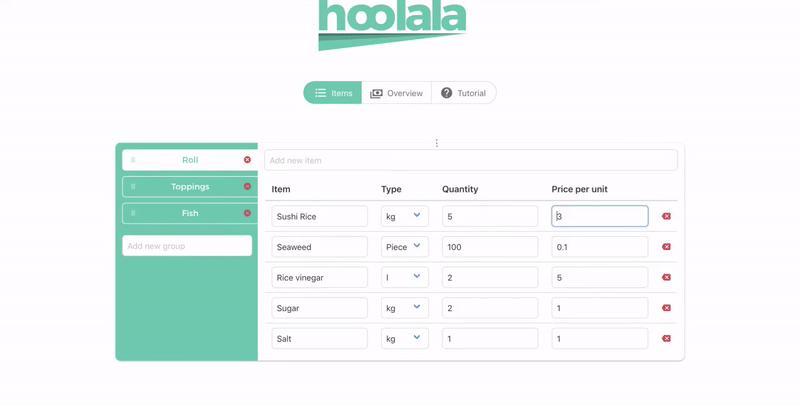 hoolala
Items Overview Tutorial
Roll
Toppings
Fish
Add new group
Add new item
Item Type Quantity Price per unit
Sushi Rice kg 5 3
Seaweed Piece 100 0.1
Rice vinegar l 2 5
Sugar kg 2 1
Salt kg 1 1